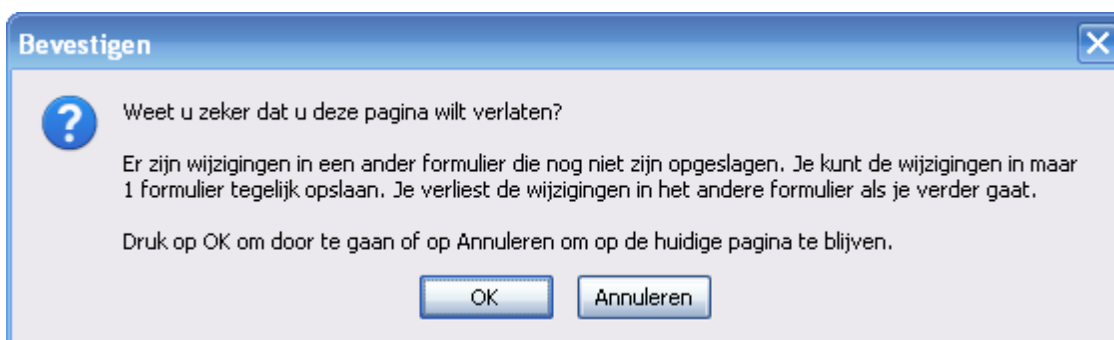 Bevestigen
Weet u zeker dat u deze pagina wilt verlaten?
Er zijn wijzigingen in een ander formulier die nog niet zijn opgeslagen. Je kunt de wijzigingen in maar
1 formulier tegelijk opslaan. Je verliest de wijzigingen in het andere formulier als je verder gaat.
Druk op OK om door te gaan of op Annuleren om op de huidige pagina te blijven.
OK
Annuleren